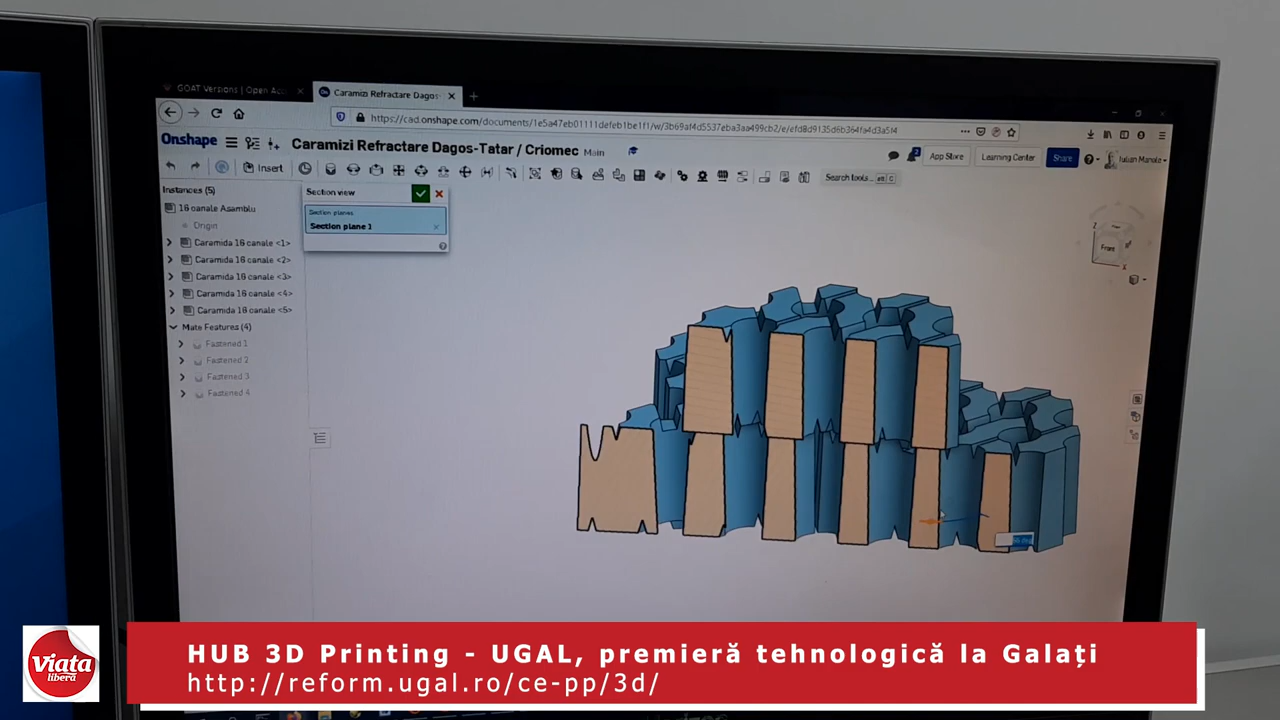 GOAT Versions | Open Acc
Caramizi Refractare Dagos-
https://cad.onshape.com/documents/
Onshape
Caramizi Refractare Dagos-Tatar / Criomec Main
App Store
Learning Center
Share
Iulian Manole
Insert
Search tools...
Instances (5)
16 canale Asamblu
Origin
Caramida 16 canale <1>
Caramida 16 canale <2>
Caramida 16 canale <3>
Caramida 16 canale <4>
Caramida 16 canale <5>
Mate Features (4)
Fastened 1
Fastened 2
Fastened 3
Fastened 4
Section view
Section planes
Section plane 1
Z
Front
X
Viata
liberă
HUB 3D Printing - UGAL, premieră tehnologică la Galați
http://reform.ugal.ro/ce-pp/3d/